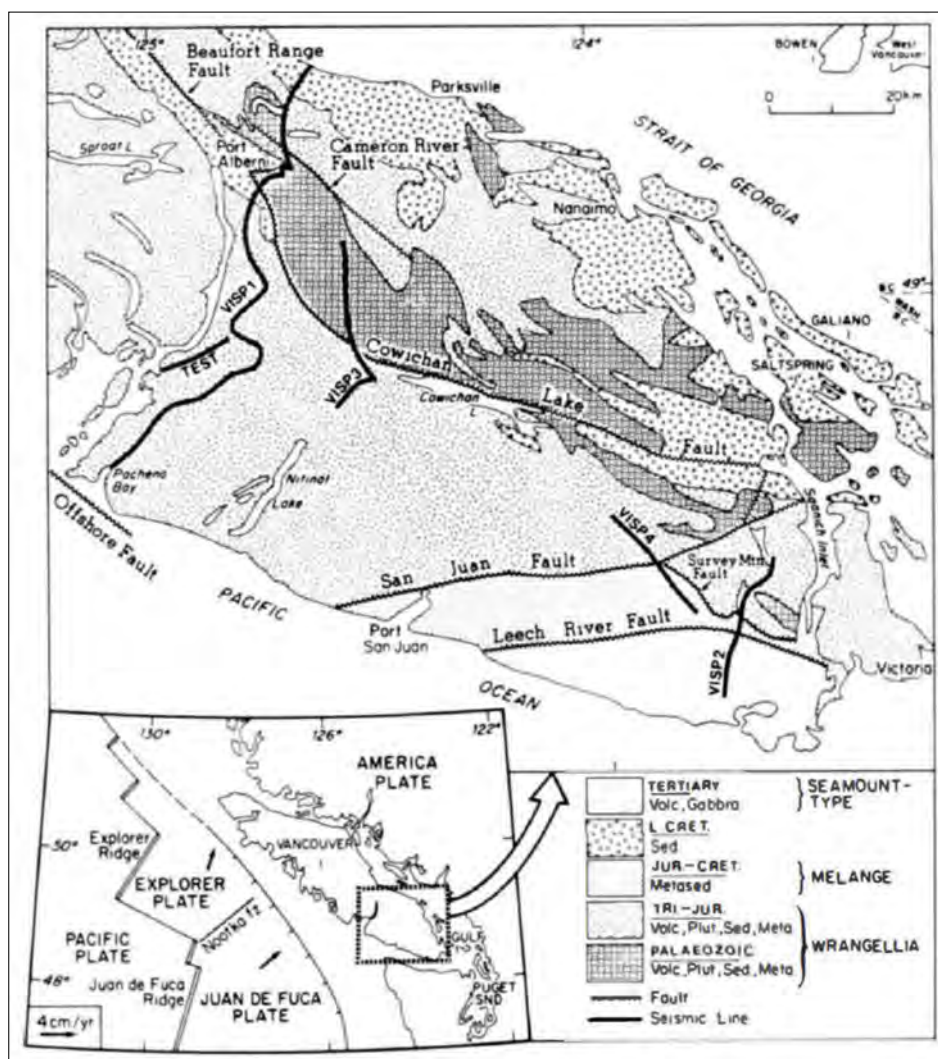 125°
124°
BOWEN
I
West
Vancouver
Beaufort Range
Fault
Parksville
0 20km
Port
Alberni
Cameron River
Fault
Sproat L
STRAIT OF GEORGIA
Nanaimo
VISP1
49°
B.C.
WASH.
GALIANO
I
TEST
Cowichan
Lake
Fault
SALTSPRING
I
VISP3
Cowichan
L
Pachena
Bay
Nitinat
Lake
Offshore Fault
VISP4
Saanich Inlet
San Juan Fault
Survey Mtn.
Fault
PACIFIC
OCEAN
Port
San Juan
Leech River Fault
VISP2
Victoria
130°
126°
122°
AMERICA
PLATE
50°
VANCOUVER
I
Explorer
Ridge
EXPLORER
PLATE
Nootka fz
PACIFIC
PLATE
GULF
48°
Juan de Fuca
Ridge
JUAN DE FUCA
PLATE
PUGET
SND
4cm/yr
TERTIARY
Volc, Gabbra
SEAMOUNT-
TYPE
L CRET.
Sed
JUR-CRET.
Metased
MELANGE
TRI-JUR.
Volc, Plut, Sed, Meta
PALAEOZOIC
Volc, Plut, Sed, Meta
WRANGELLIA
Fault
Seismic Line